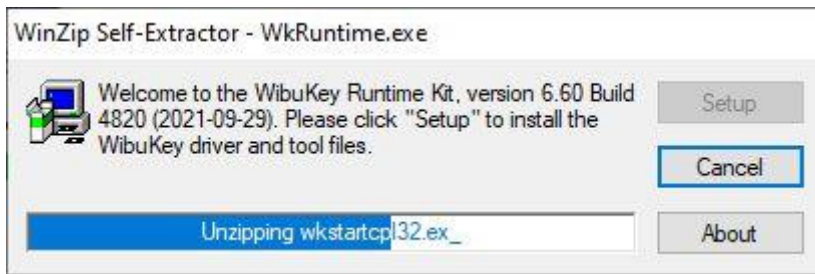 WinZip Self-Extractor - WkRuntime.exe
Welcome to the WibuKey Runtime Kit, version 6.60 Build
4820 (2021-09-29). Please click "Setup" to install the
WibuKey driver and tool files.
Setup
Cancel
Unzipping wkstartcpl32.ex_
About